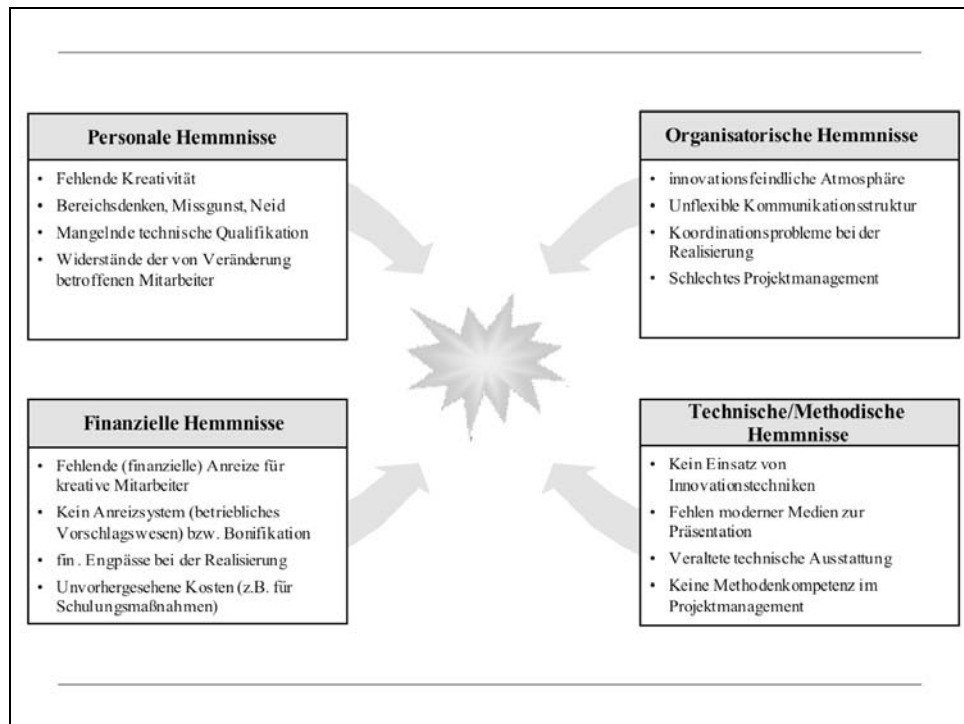 Personale Hemmnisse
• Fehlende Kreativität
• Bereichsdenken, Missgunst, Neid
• Mangelnde technische Qualifikation
• Widerstände der von Veränderung
betroffenen Mitarbeiter
Organisatorische Hemmnisse
• innovationsfeindliche Atmosphäre
• Unflexible Kommunikationsstruktur
• Koordinationsprobleme bei der
Realisierung
• Schlechtes Projektmanagement
Finanzielle Hemmnisse
• Fehlende (finanzielle) Anreize für
kreative Mitarbeiter
• Kein Anreizsystem (betriebliches
Vorschlagswesen) bzw. Bonifikation
• fin . Engpässe bei der Realisierung
• Unvorhergesehene Kosten (z.B. für
Schulungsmaßnahmen)
Technische/Methodische
Hemmnisse
• Kein Einsatz von
Innovationstechniken
• Fehlen moderner Medien zur
Präsentation
• Veraltete technische Ausstattung
• Keine Methodenkompetenz im
Projektmanagement